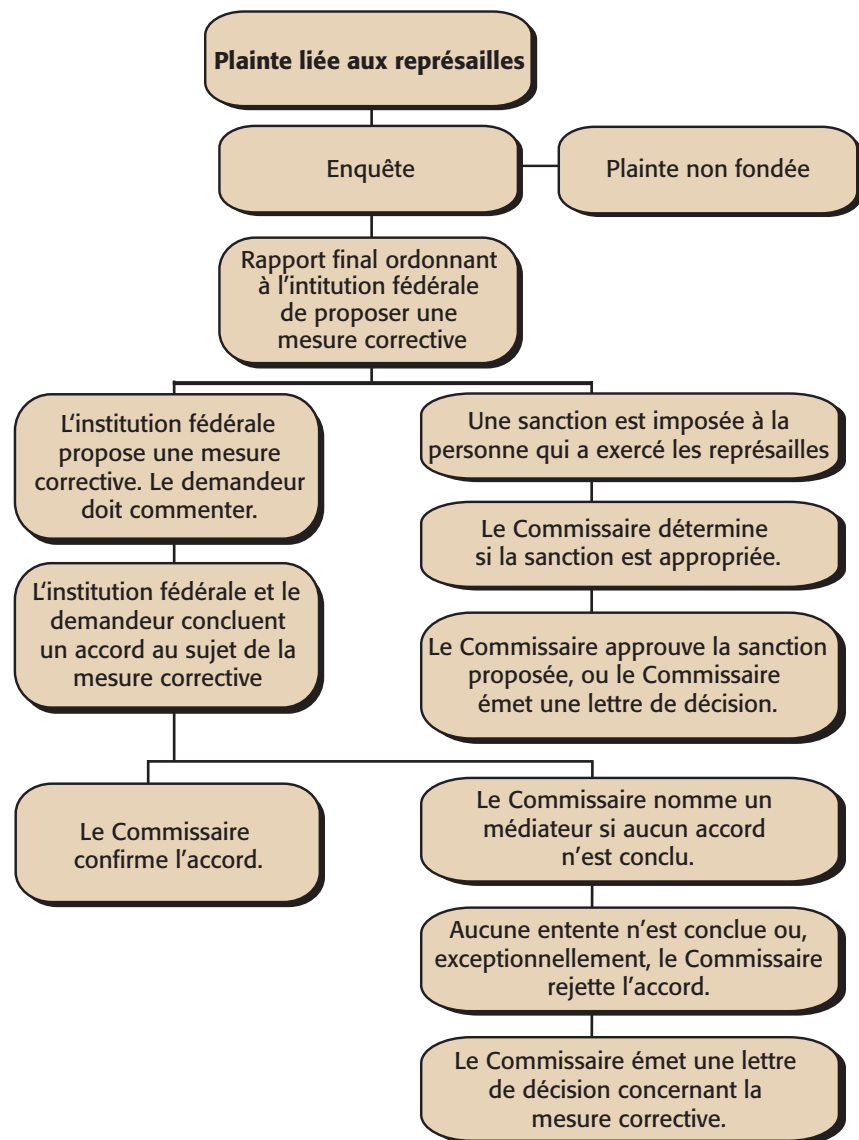 Plainte liée aux représailles
Enquête
Plainte non fondée
Rapport final ordonnant
à l'intitution fédérale
de proposer une
mesure corrective
L'institution fédérale
propose une mesure
corrective. Le demandeur
doit commenter.
Une sanction est imposée à la
personne qui a exercé les représailles
Le Commissaire détermine
si la sanction est appropriée.
L'institution fédérale et le
demandeur concluent
un accord au sujet de la
mesure corrective
Le Commissaire approuve la sanction
proposée, ou le Commissaire
émet une lettre de décision.
Le Commissaire
confirme l'accord.
Le Commissaire nomme un
médiateur si aucun accord
n'est conclu.
Aucune entente n'est conclue ou,
exceptionnellement, le Commissaire
rejette l'accord.
Le Commissaire émet une lettre
de décision concernant la
mesure corrective.